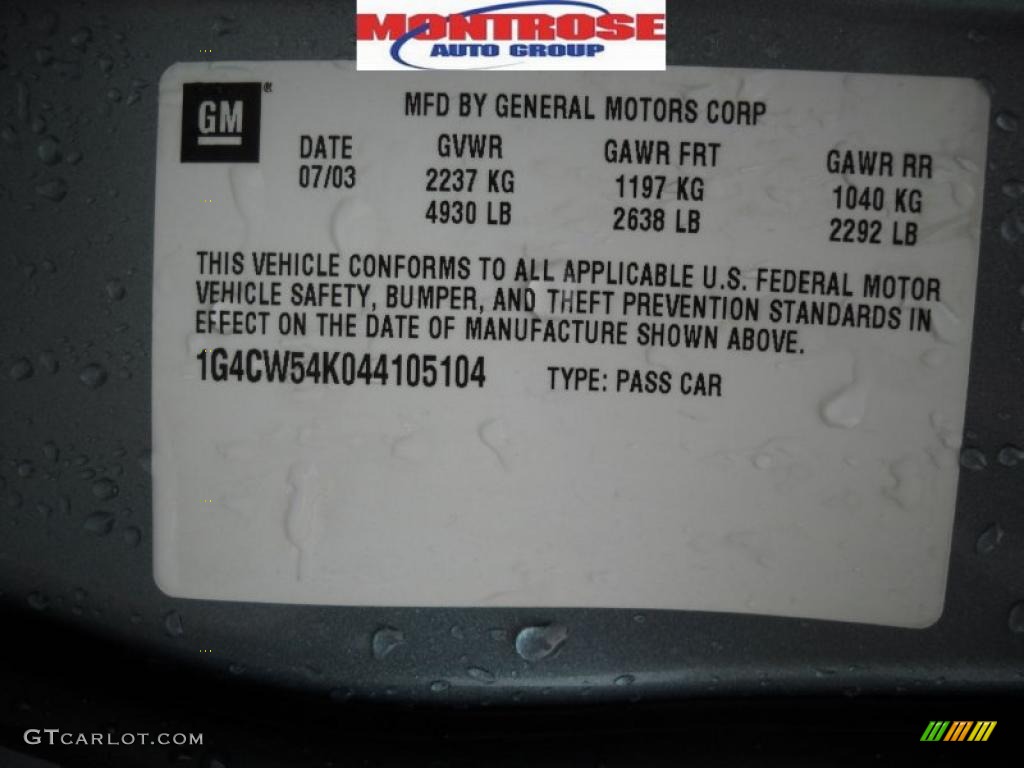 MONTROSE
AUTO GROUP
GM®
MFD BY GENERAL MOTORS CORP
DATE GVWR GAWR FRT GAWR RR
07/03 2237 KG 1197 KG 1040 KG
4930 LB 2638 LB 2292 LB
THIS VEHICLE CONFORMS TO ALL APPLICABLE U.S. FEDERAL MOTOR
VEHICLE SAFETY, BUMPER, AND THEFT PREVENTION STANDARDS IN
EFFECT ON THE DATE OF MANUFACTURE SHOWN ABOVE.
1G4CW54K044105104 TYPE: PASS CAR
GTCARLOT.COM